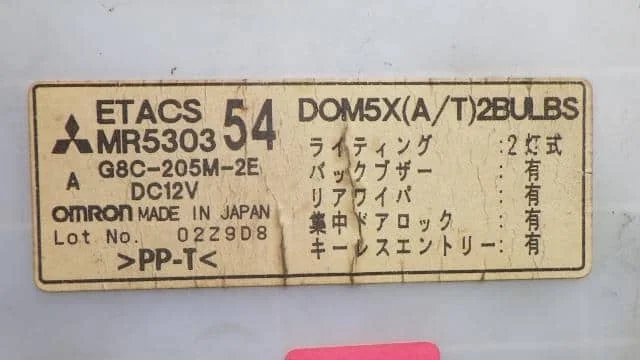 ETACS
MR530354
A
G8C-205M-2E
DC12V
OMRON MADE IN JAPAN
Lot No. 02Z9D8
>PP-T<
DOM5X(A/T)2BULBS
ライティング :2灯式
バックブザー :有
リアワイパ :有
集中ドアロック :有
キーレスエントリー:有